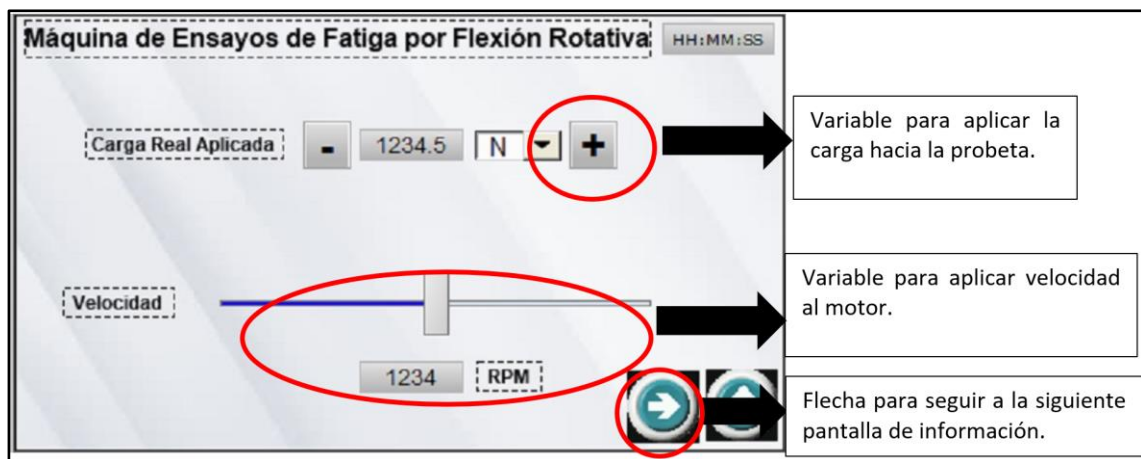 Máquina de Ensayos de Fatiga por Flexión Rotativa
HH:MM:SS
Carga Real Aplicada
-
1234.5
N
+
Variable para aplicar la
carga hacia la probeta.
Velocidad
1234
RPM
Variable para aplicar velocidad
al motor.
Flecha para seguir a la siguiente
pantalla de información.